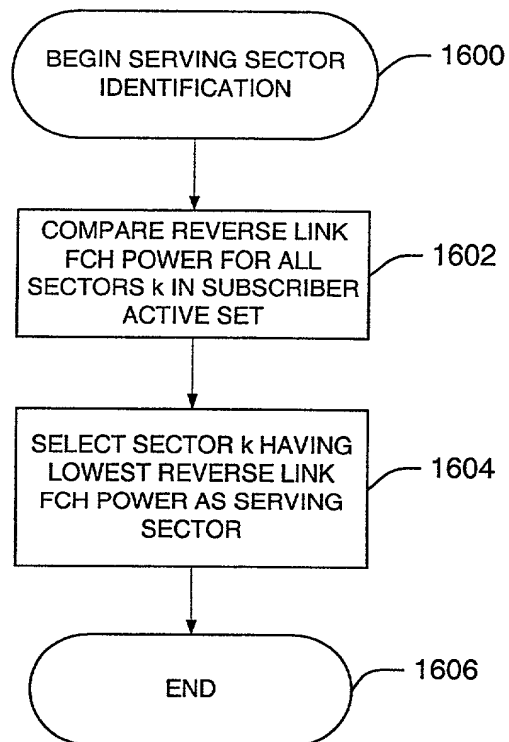 BEGIN SERVING SECTOR
IDENTIFICATION
1600
COMPARE REVERSE LINK
FCH POWER FOR ALL
SECTORS k IN SUBSCRIBER
ACTIVE SET
1602
SELECT SECTOR k HAVING
LOWEST REVERSE LINK
FCH POWER AS SERVING
SECTOR
1604
END
1606